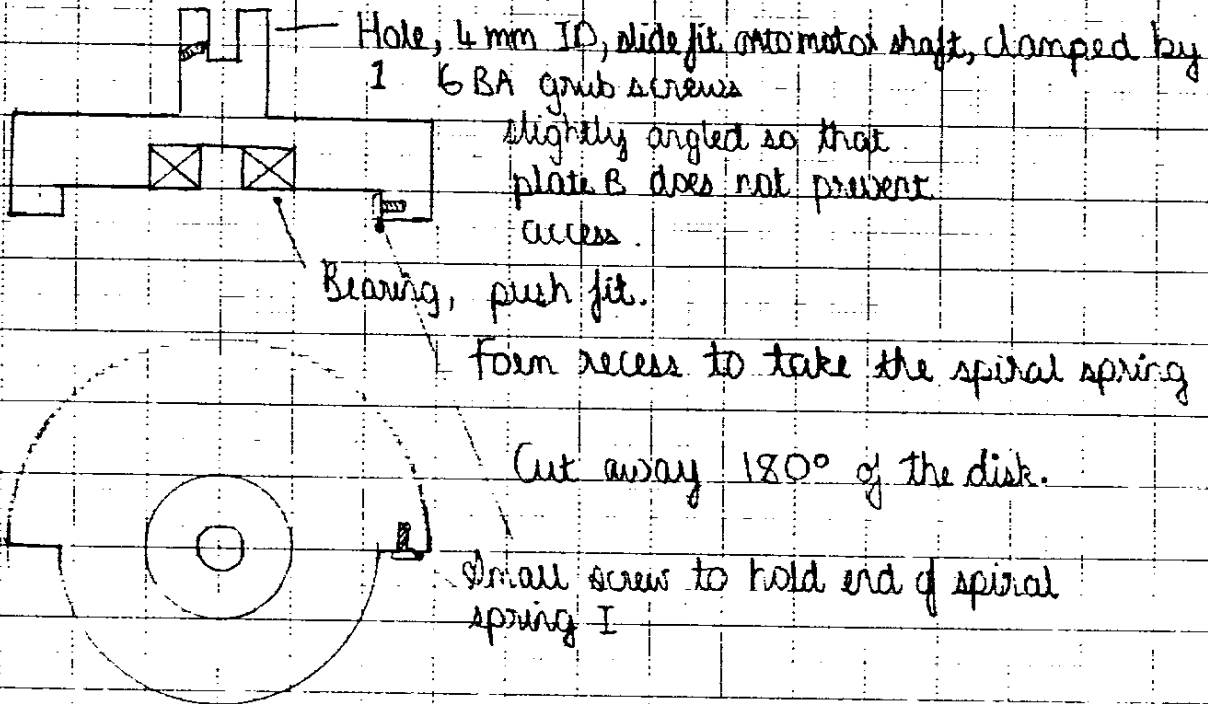 Hole, 4 mm ID, slide fit onto motor shaft, clamped by
1 6 BA grub screws
slightly angled so that
plate B does not prevent
access.
Bearing, push fit.
Form recess to take the spiral spring
Cut away 180° of the disk.
Small screw to hold end of spiral
spring I